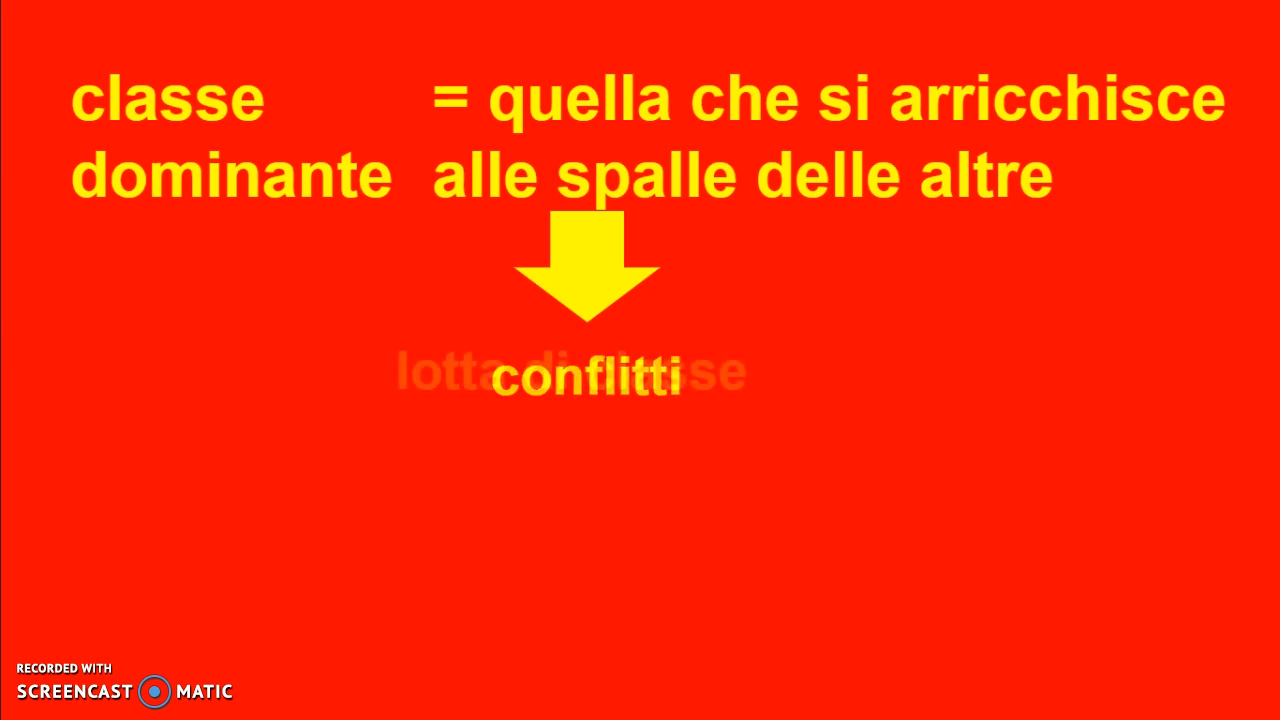 classe = quella che si arricchisce
dominante alle spalle delle altre
lotta di classe
conflitti
RECORDED WITH
SCREENCAST MATIC